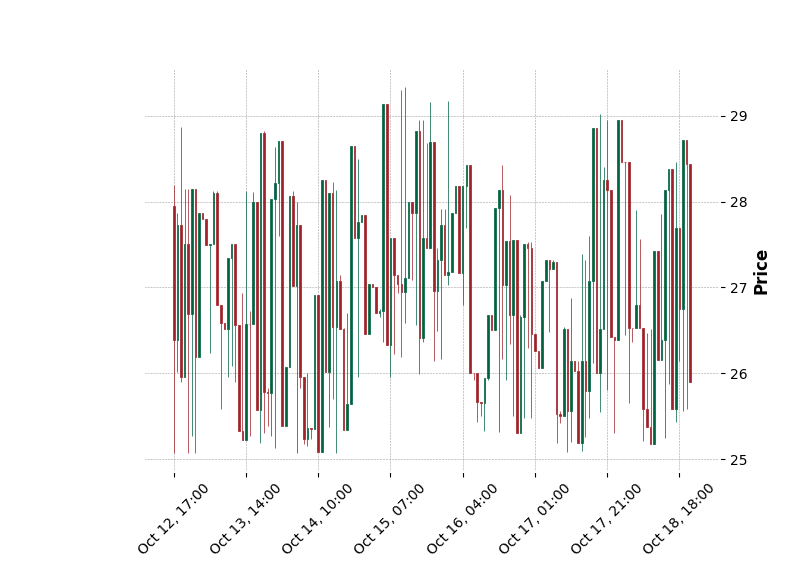 29
28
27
26
25
Price
Oct 12, 17:00
Oct 13, 14:00
Oct 14, 10:00
Oct 15, 07:00
Oct 16, 04:00
Oct 17, 01:00
Oct 17, 21:00
Oct 18, 18:00